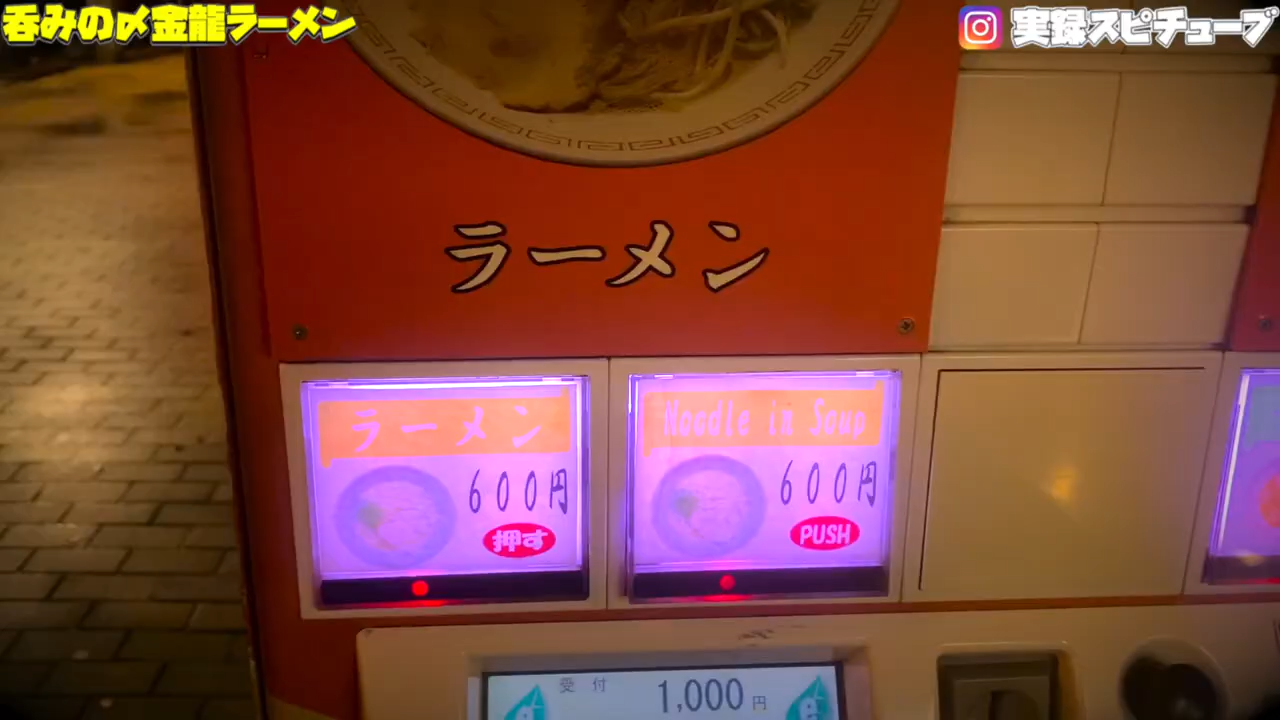 呑みの〆金龍ラーメン
実録スピチューブ
ラーメン
ラーメン
600円
押す
Noodle in Soup
600円
PUSH
受付 1,000円